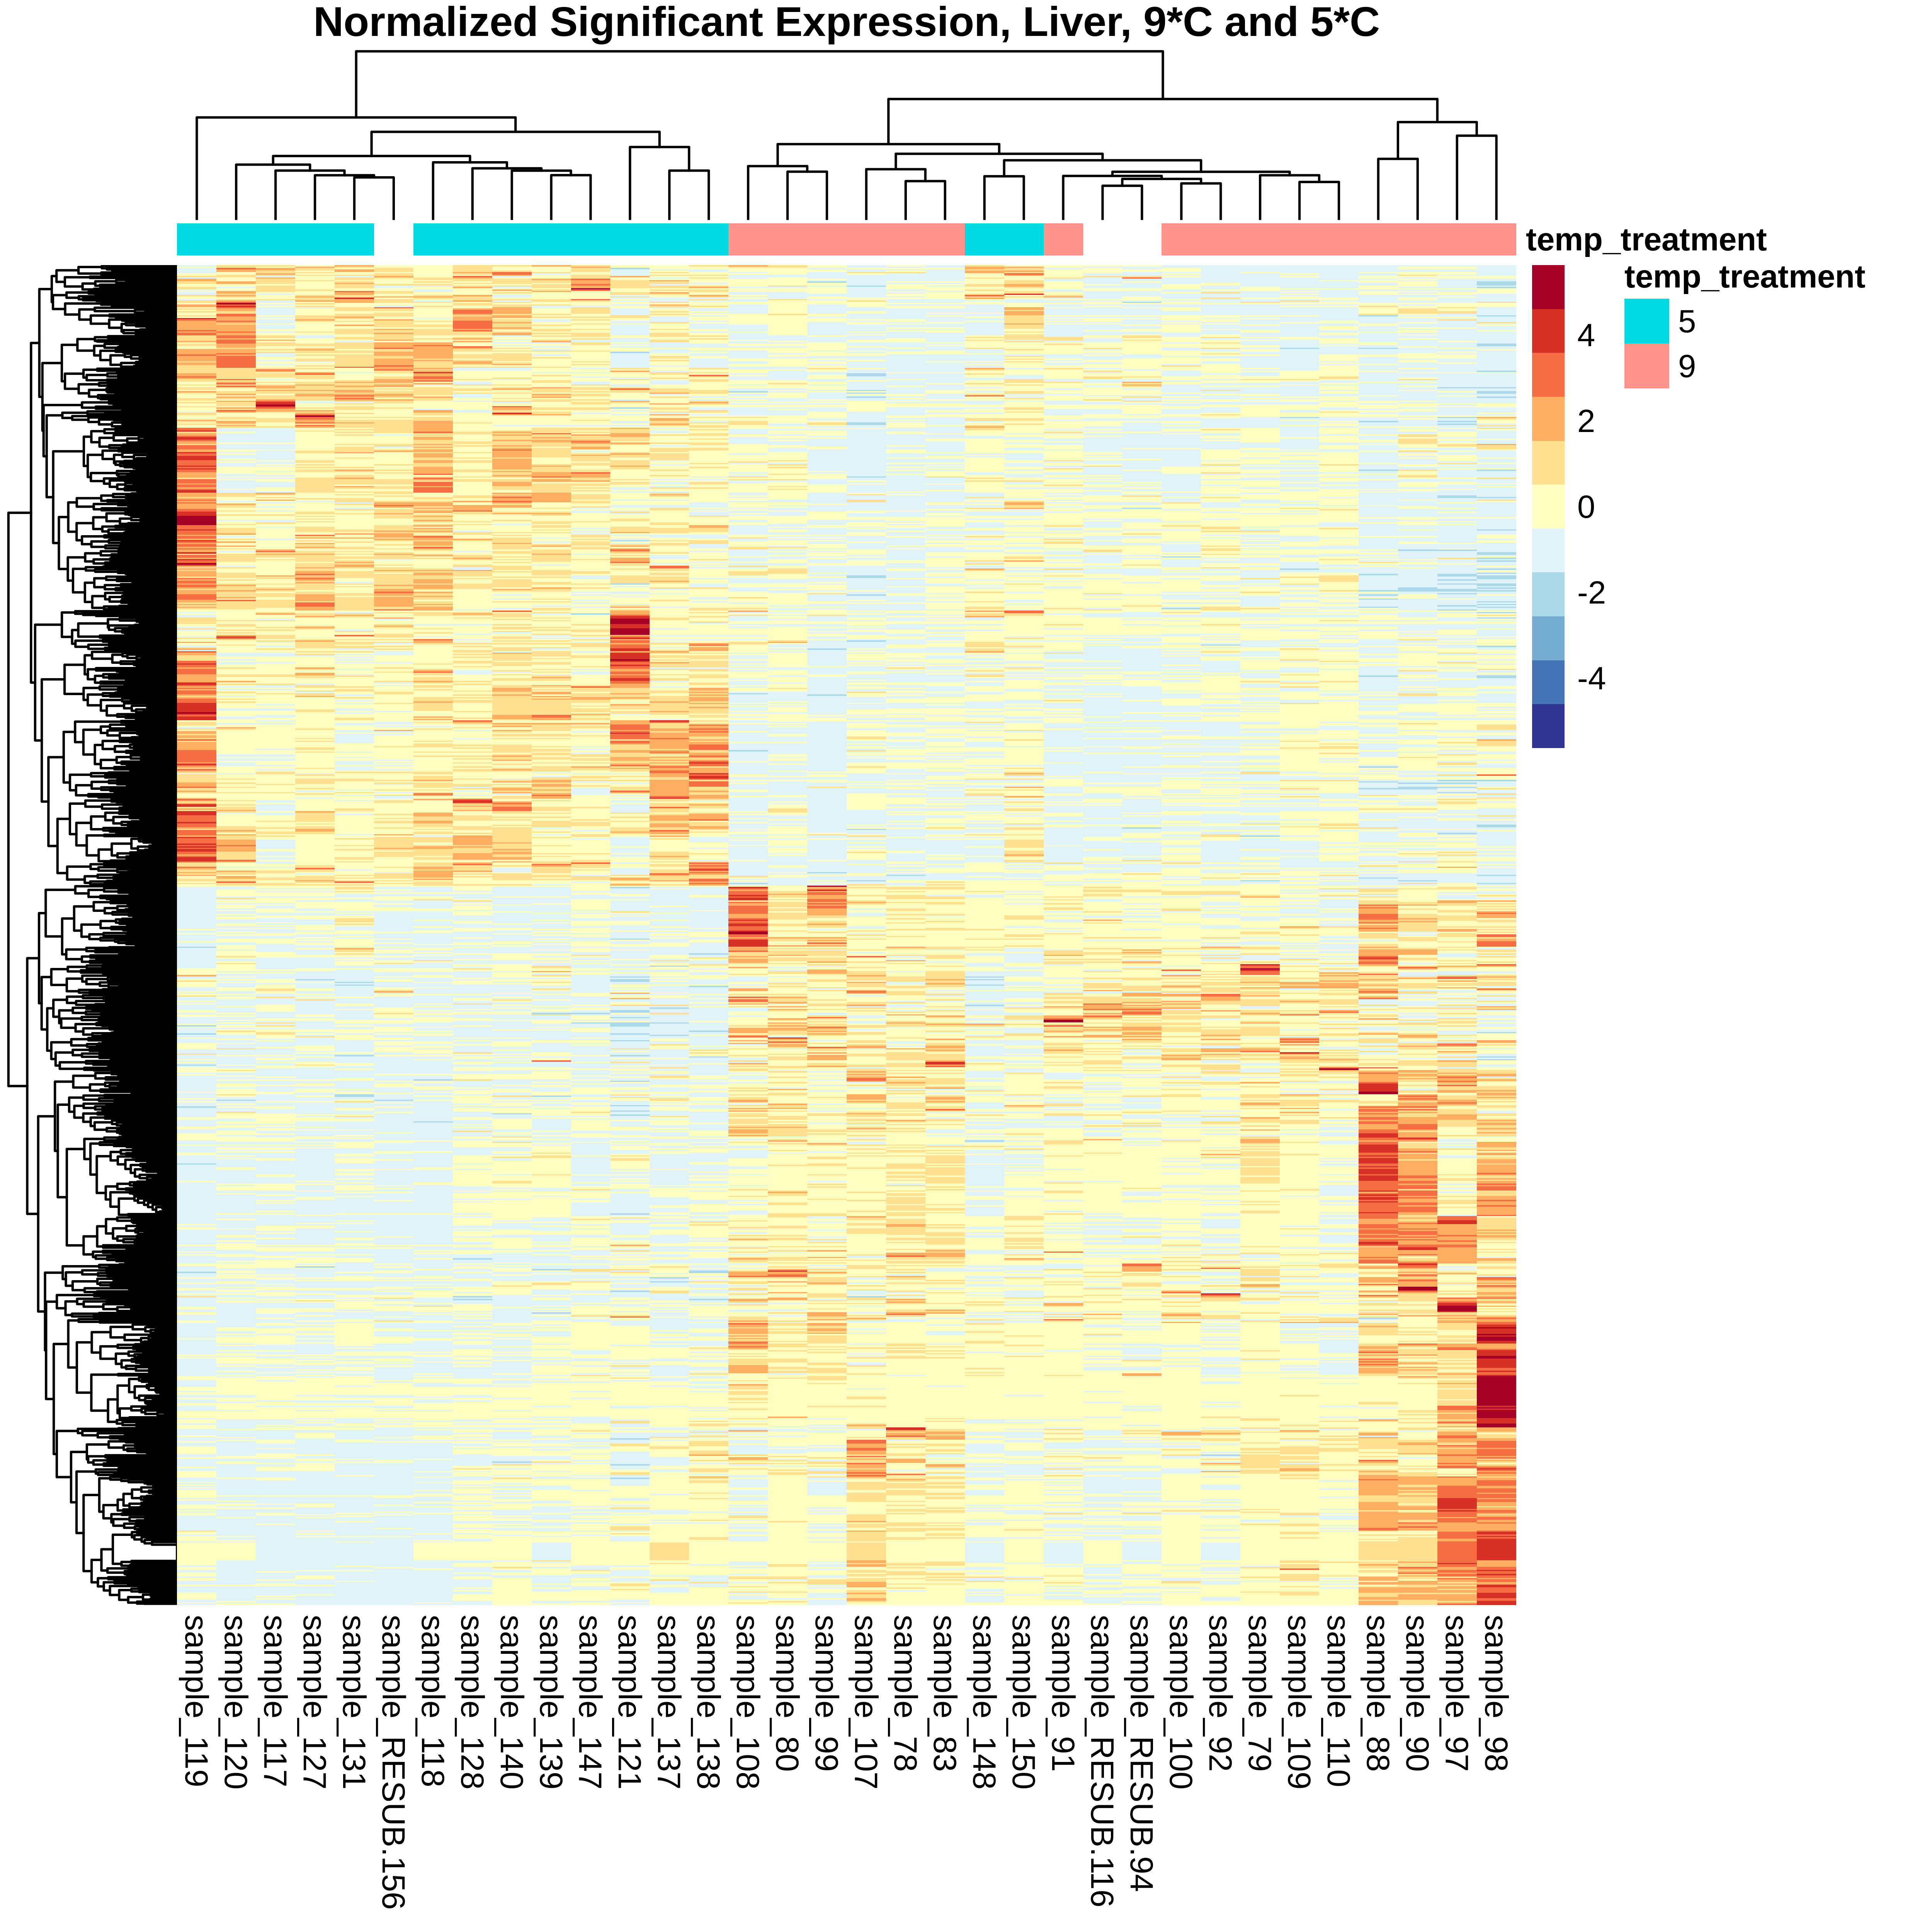 Normalized Significant Expression, Liver, 9*C and 5*C
temp_treatment
temp_treatment
5
9
4
2
0
-2
-4
sample_119
sample_120
sample_117
sample_127
sample_131
sample_RESUB.156
sample_118
sample_128
sample_140
sample_139
sample_147
sample_121
sample_137
sample_138
sample_108
sample_80
sample_99
sample_107
sample_78
sample_83
sample_148
sample_150
sample_91
sample_RESUB.116
sample_RESUB.94
sample_100
sample_92
sample_79
sample_109
sample_110
sample_88
sample_90
sample_97
sample_98